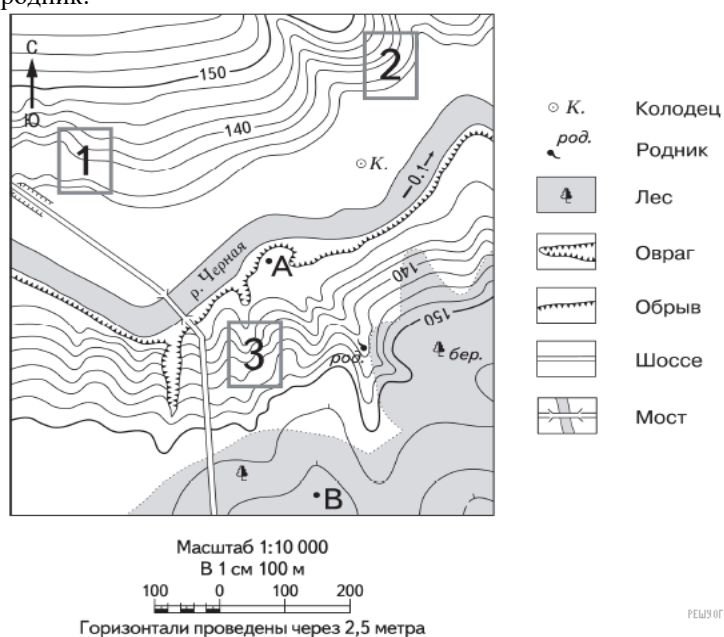 родник.
С
Ю
150
2
140
1
К.
0.1
р. Черная
А
140
150
3
род.
бер.
В
К. Колодец
род. Родник
Лес
Овраг
Обрыв
Шоссе
Мост
Масштаб 1:10 000
В 1 см 100 м
100 0 100 200
Горизонтали проведены через 2,5 метра
РЕШУОГЭ